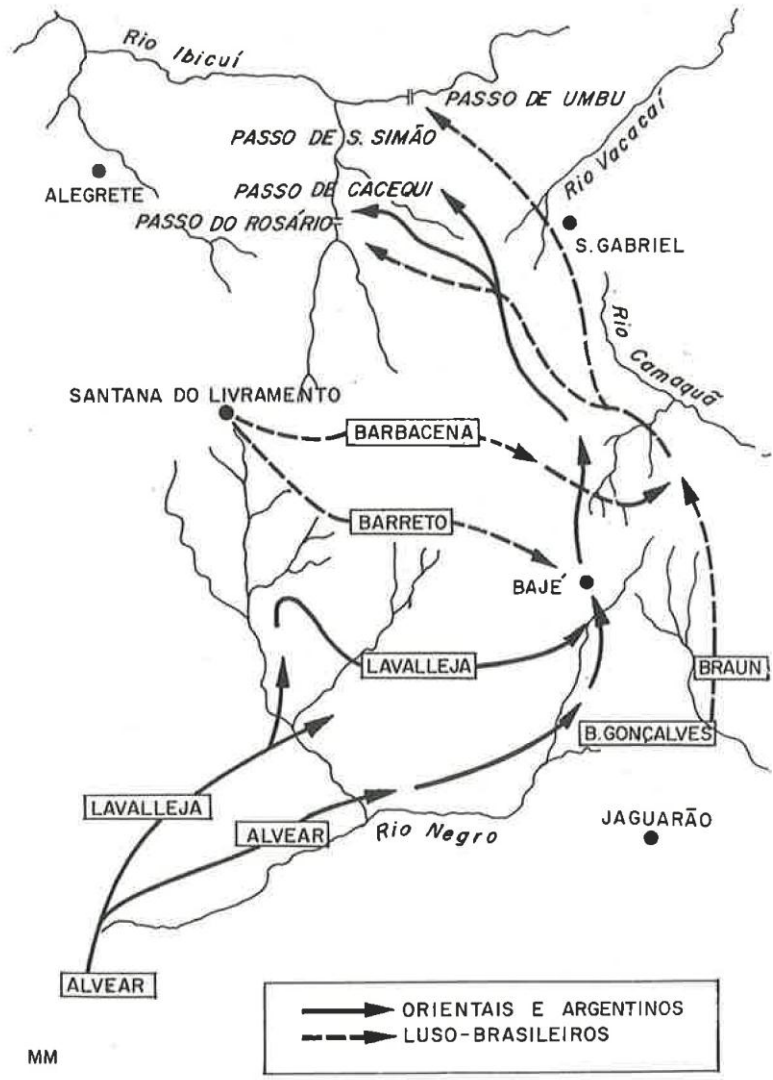 Rio Ibicuí
PASSO DE UMBU
PASSO DE S. SIMÃO
Rio Vacacaí
ALEGRETE
PASSO DE CACEQUI
PASSO DO ROSÁRIO
S. GABRIEL
Rio Camaquã
SANTANA DO LIVRAMENTO
BARBACENA
BARRETO
BAJÉ
LAVALLEJA
BRAUN
B. GONÇALVES
LAVALLEJA
ALVEAR
Rio Negro
JAGUARÃO
ALVEAR
ORIENTAIS E ARGENTINOS
LUSO-BRASILEIROS
MM